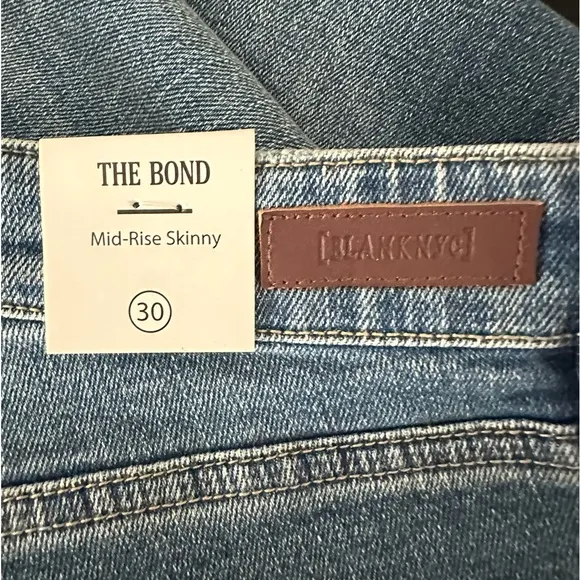 THE BOND
Mid-Rise Skinny
30
[BLANKNYC]